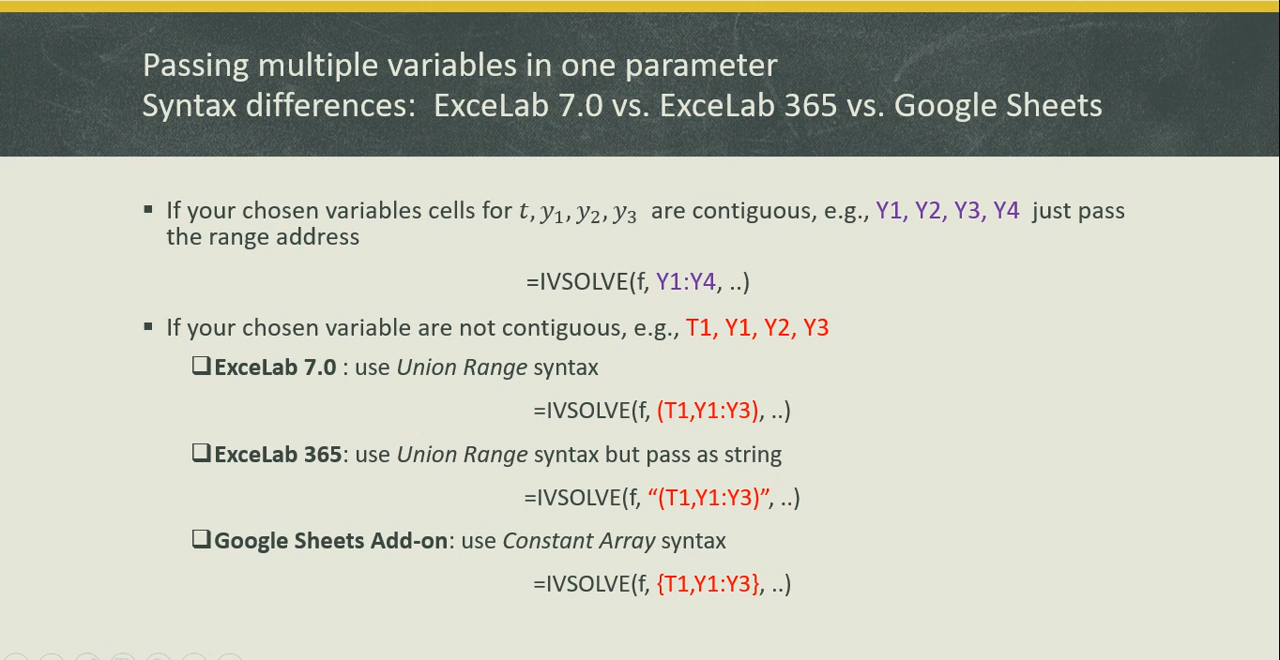 Passing multiple variables in one parameter
Syntax differences:  ExceLab 7.0 vs. ExceLab 365 vs. Google Sheets
▪ If your chosen variables cells for t, y₁, y₂, y₃  are contiguous, e.g., Y1, Y2, Y3, Y4  just pass
the range address
=IVSOLVE(f, Y1:Y4, ..)
▪ If your chosen variable are not contiguous, e.g., T1, Y1, Y2, Y3
❑ExceLab 7.0 : use Union Range syntax
=IVSOLVE(f, (T1,Y1:Y3), ..)
❑ExceLab 365: use Union Range syntax but pass as string
=IVSOLVE(f, “(T1,Y1:Y3)”, ..)
❑Google Sheets Add-on: use Constant Array syntax
=IVSOLVE(f, {T1,Y1:Y3}, ..)